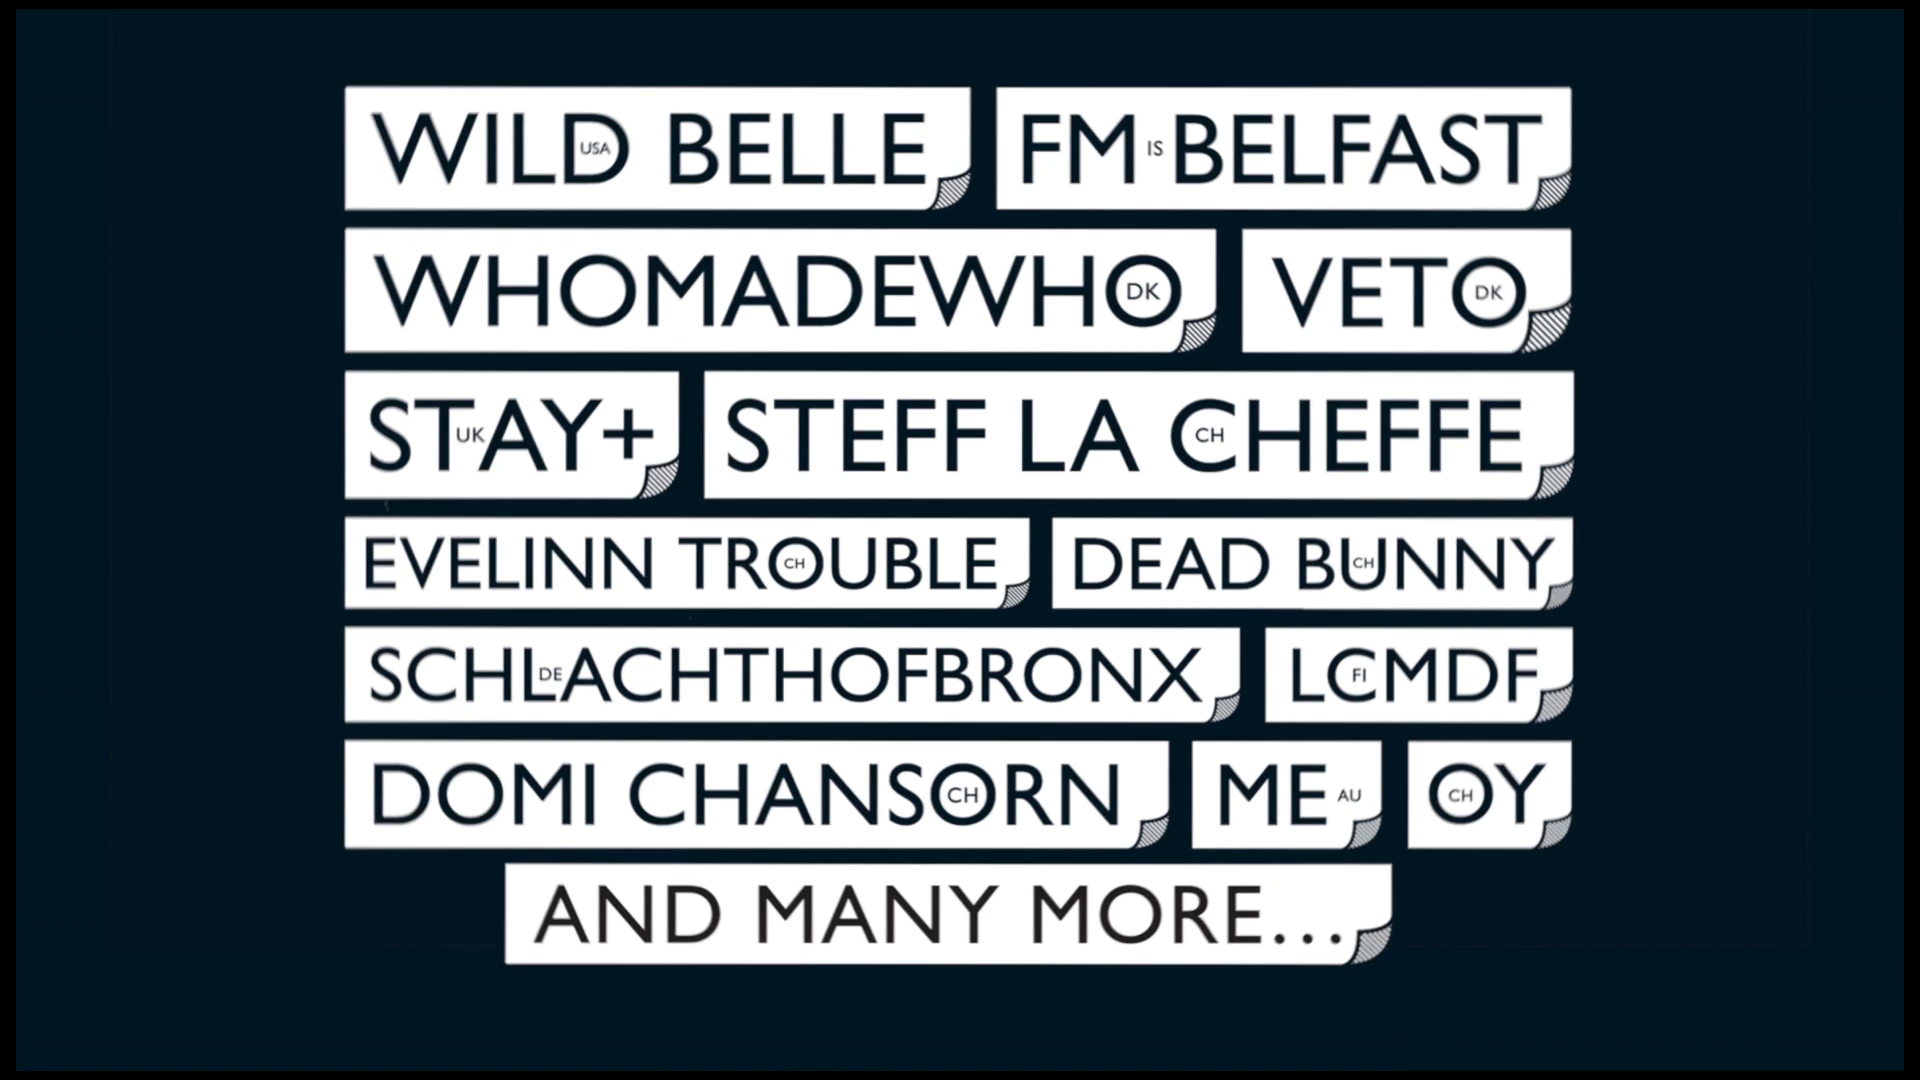 WILD BELLE USA FM BELFAST IS
WHOMADEWHO DK VETO DK
STAY+ UK STEFF LA CHEFFE CH
EVELINN TROUBLE CH DEAD BUNNY CH
SCHLACHTHOFBRONX DE LCMDF FI
DOMI CHANSORN CH ME AU OY CH
AND MANY MORE...